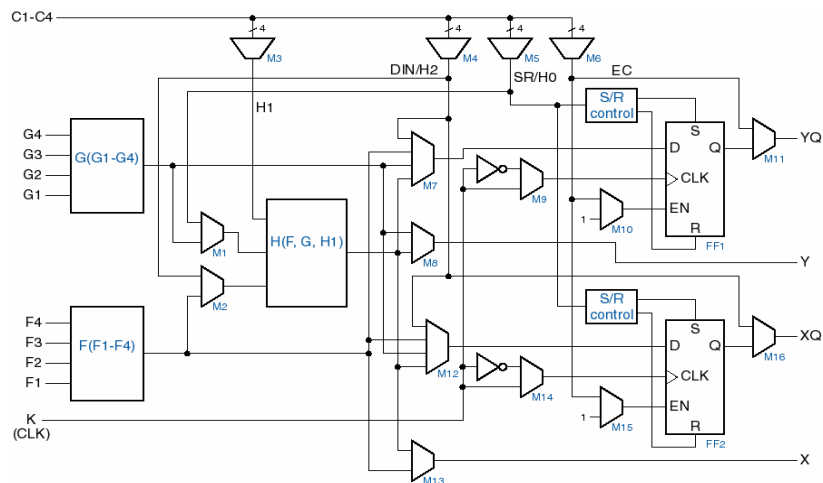 C1-C4
4
4
4
4
M3
M4
M5
M6
DIN/H2
SR/H0
EC
H1
S/R
control
G4
G3
G2
G1
G(G1-G4)
S
D
Q
CLK
EN
R
FF1
M7
M9
M10
1
M11
YQ
M1
H(F, G, H1)
M8
Y
M2
S/R
control
F4
F3
F2
F1
F(F1-F4)
S
D
Q
CLK
EN
R
FF2
M12
M14
M15
1
M16
XQ
K
(CLK)
M13
X